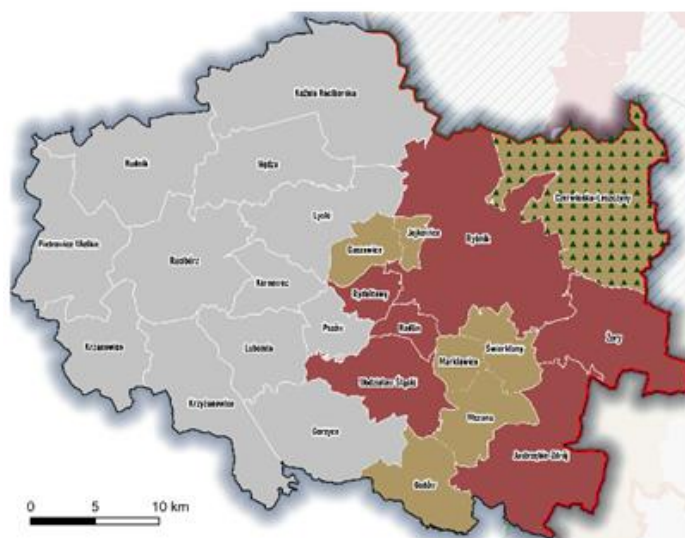 Kuźnia Raciborska
Rudnik
Nędza
Czerwionka-Leszczyny
Lyski
Jejkowice
Pietrowice Wielkie
Gaszowice
Rybnik
Racibórz
Kornowac
Rydułtowy
Pszów
Radlin
Żory
Krzanowice
Lubomia
Świerklany
Marklowice
Wodzisław Śląski
Krzyżanowice
Mszana
Gorzyce
Jastrzębie-Zdrój
Godów
0 5 10 km